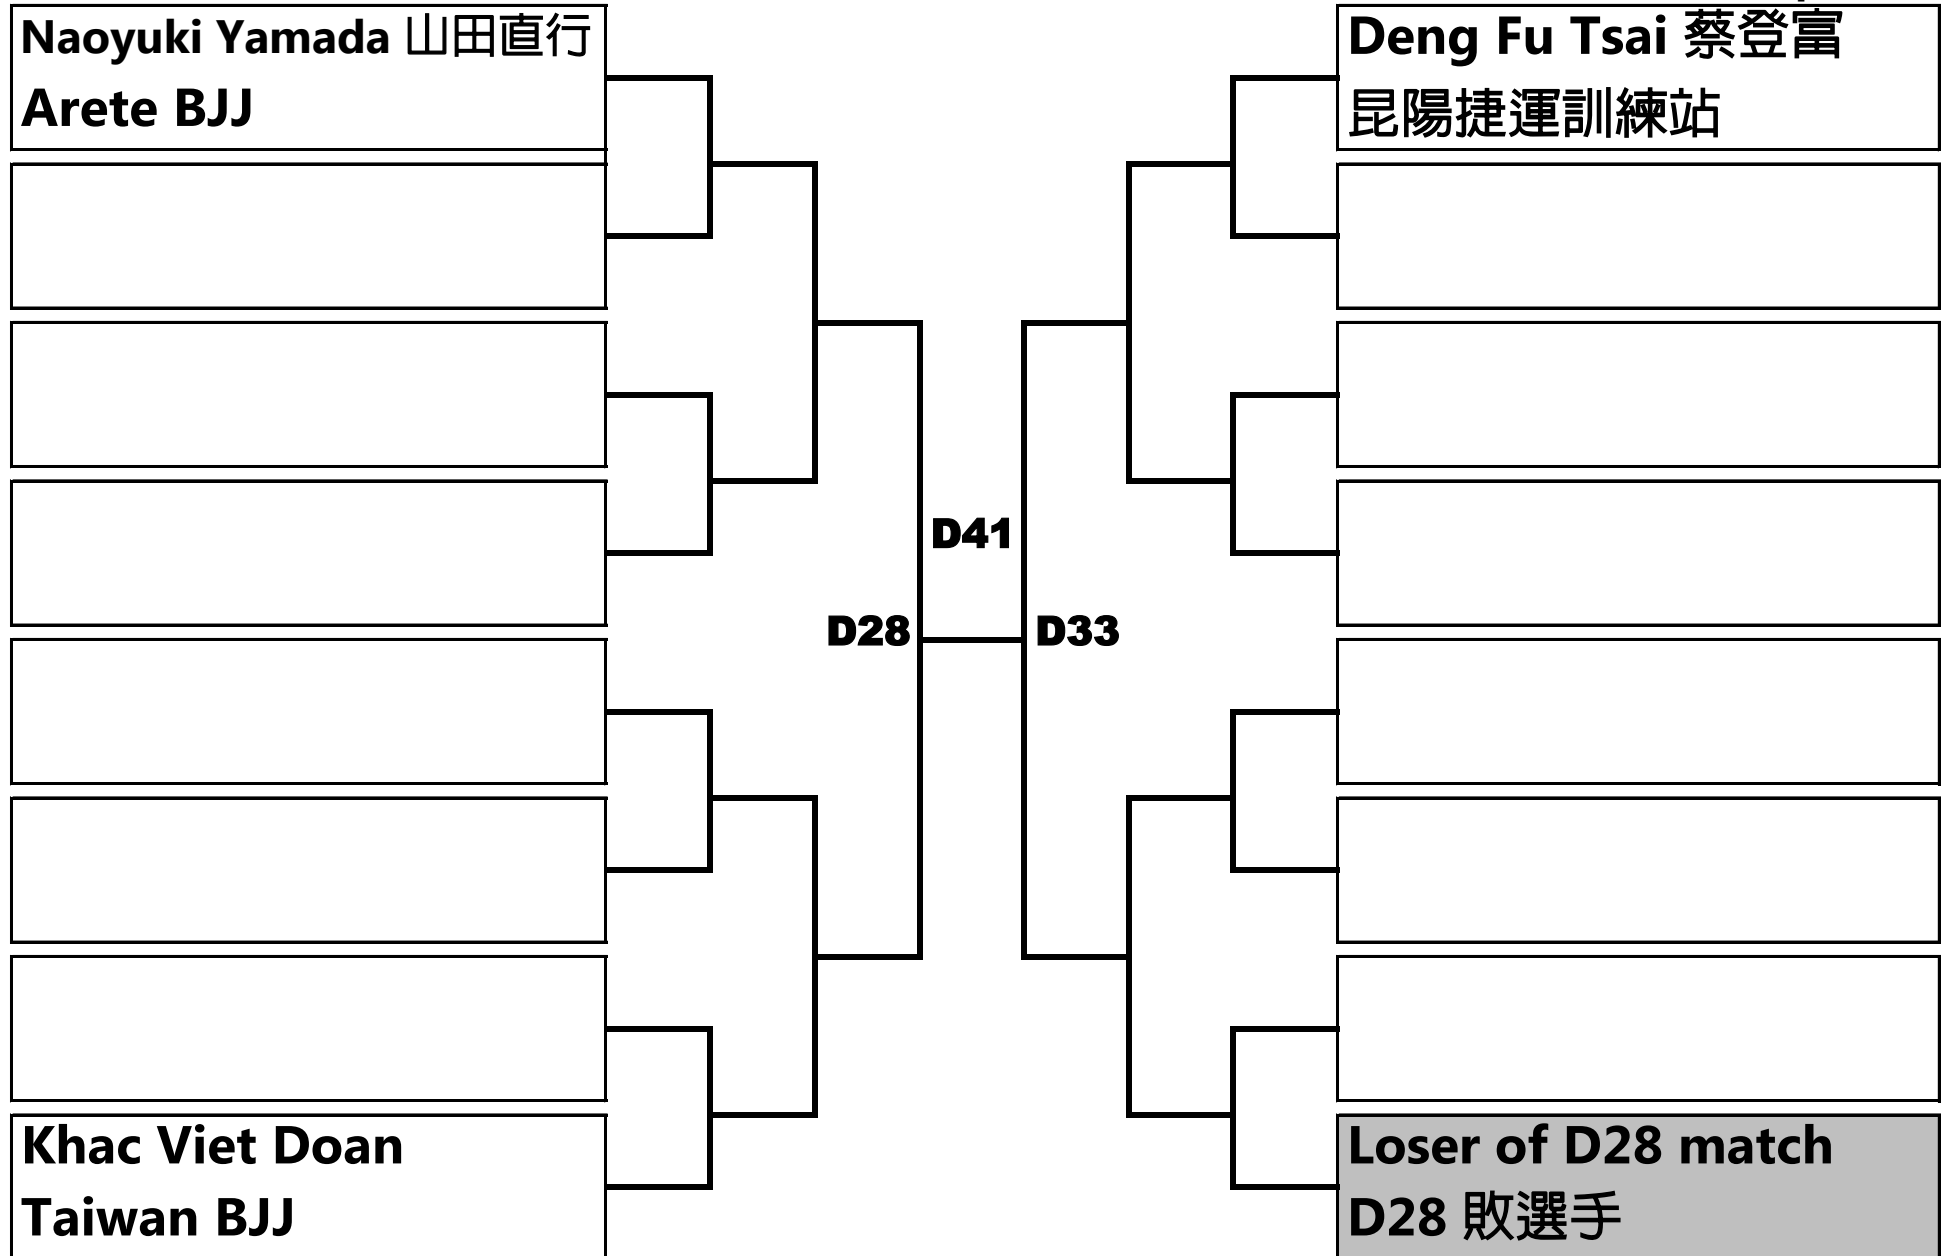 Naoyuki Yamada 山田直行
Arete BJJ
Deng Fu Tsai 蔡登富
昆陽捷運訓練站
D41
D28
D33
Khac Viet Doan
Taiwan BJJ
Loser of D28 match
D28 敗選手